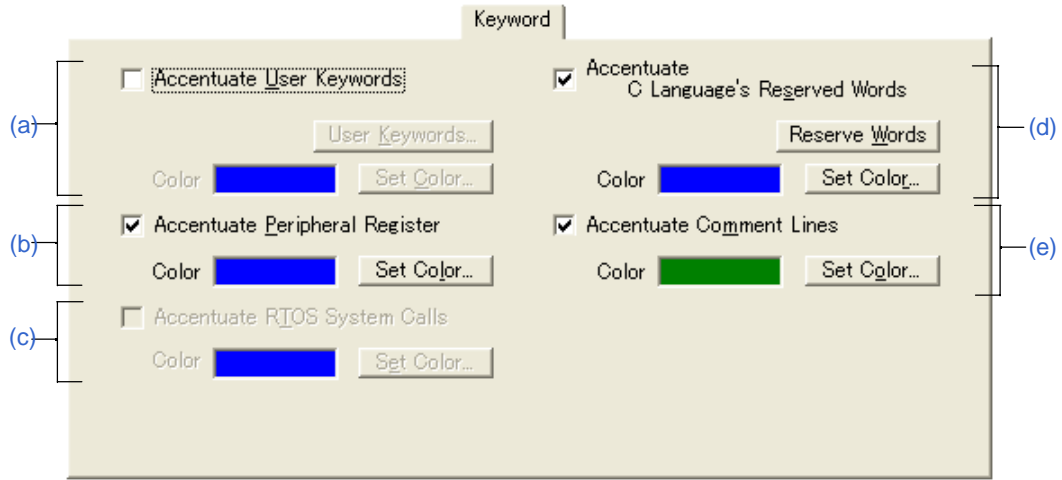 Keyword
(a)
Accentuate User Keywords
User Keywords...
Color
Set Color...
(b)
Accentuate Peripheral Register
Color
Set Color...
(c)
Accentuate RTOS System Calls
Color
Set Color...
Accentuate
C Language's Reserved Words
(d)
Reserve Words
Color
Set Color...
Accentuate Comment Lines
(e)
Color
Set Color...